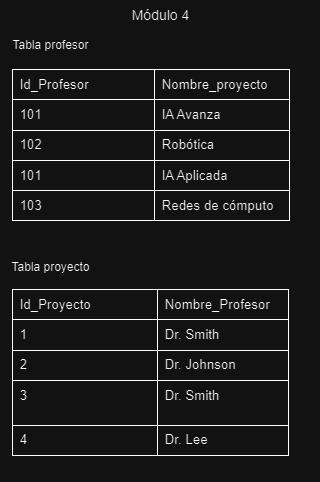 Módulo 4
Tabla profesor
Id_Profesor Nombre_proyecto
101 IA Avanza
102 Robótica
101 IA Aplicada
103 Redes de cómputo
Tabla proyecto
Id_Proyecto Nombre_Profesor
1 Dr. Smith
2 Dr. Johnson
3 Dr. Smith
4 Dr. Lee